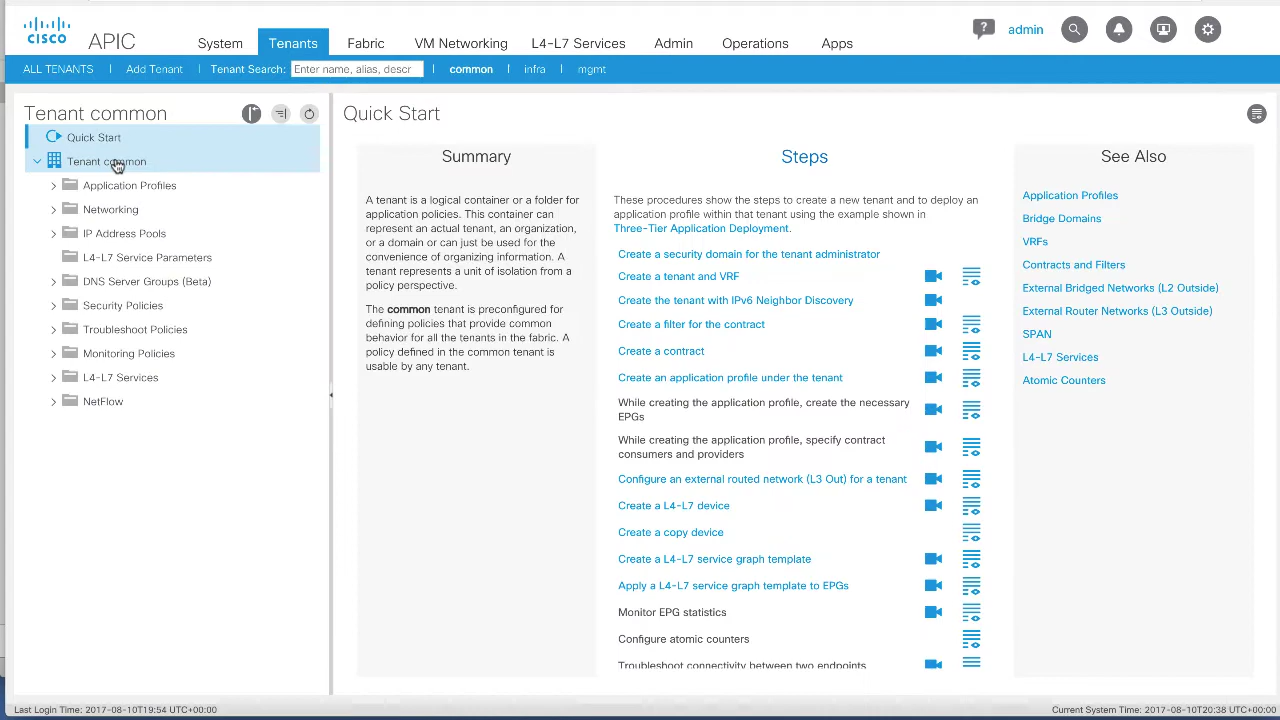 CISCO
APIC
System
Tenants
Fabric
VM Networking
L4-L7 Services
Admin
Operations
Apps
?
admin
ALL TENANTS
Add Tenant
Tenant Search:
Enter name, alias, descr
common
infra
mgmt
Tenant common
Quick Start
Tenant common
Application Profiles
Networking
IP Address Pools
L4-L7 Service Parameters
DNS Server Groups (Beta)
Security Policies
Troubleshoot Policies
Monitoring Policies
L4-L7 Services
NetFlow
Quick Start
Summary
A tenant is a logical container or a folder for
application policies. This container can
represent an actual tenant, an organization,
or a domain or can just be used for the
convenience of organizing information. A
tenant represents a unit of isolation from a
policy perspective.
The common tenant is preconfigured for
defining policies that provide common
behavior for all the tenants in the fabric. A
policy defined in the common tenant is
usable by any tenant.
Steps
These procedures show the steps to create a new tenant and to deploy an
application profile within that tenant using the example shown in
Three-Tier Application Deployment.
Create a security domain for the tenant administrator
Create a tenant and VRF
Create the tenant with IPv6 Neighbor Discovery
Create a filter for the contract
Create a contract
Create an application profile under the tenant
While creating the application profile, create the necessary
EPGs
While creating the application profile, specify contract
consumers and providers
Configure an external routed network (L3 Out) for a tenant
Create a L4-L7 device
Create a copy device
Create a L4-L7 service graph template
Apply a L4-L7 service graph template to EPGs
Monitor EPG statistics
Configure atomic counters
Troubleshoot connectivity between two endpoints
See Also
Application Profiles
Bridge Domains
VRFs
Contracts and Filters
External Bridged Networks (L2 Outside)
External Router Networks (L3 Outside)
SPAN
L4-L7 Services
Atomic Counters
Last Login Time: 2017-08-10T19:54 UTC+00:00
Current System Time: 2017-08-10T20:38 UTC+00:00